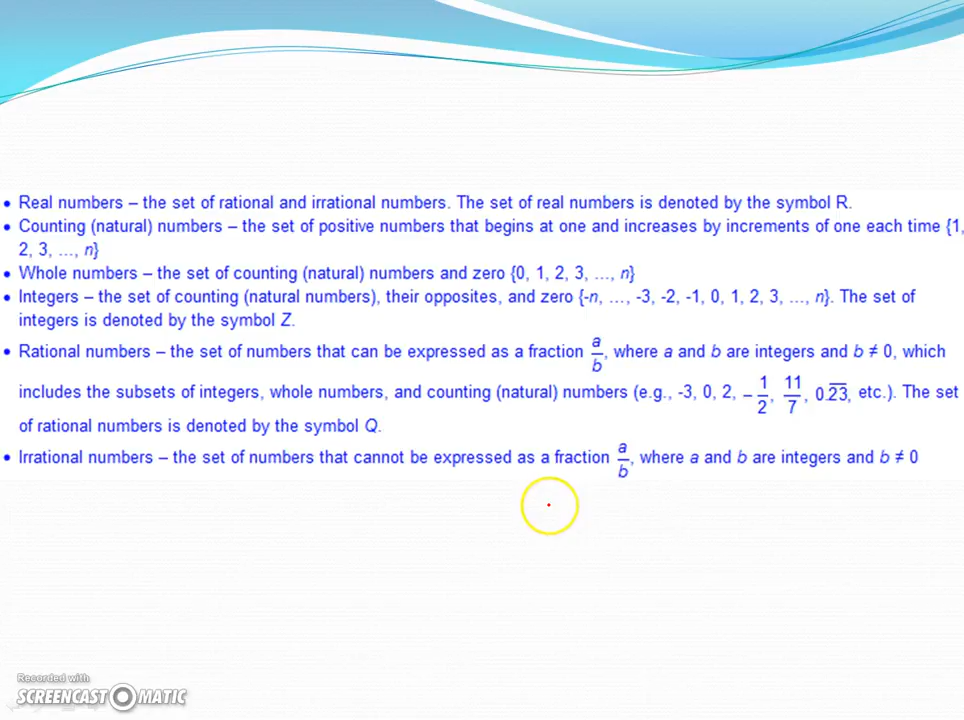 • Real numbers – the set of rational and irrational numbers. The set of real numbers is denoted by the symbol R.
• Counting (natural) numbers – the set of positive numbers that begins at one and increases by increments of one each time {1,
2, 3, …, n}
• Whole numbers – the set of counting (natural) numbers and zero {0, 1, 2, 3, …, n}
• Integers – the set of counting (natural numbers), their opposites, and zero {-n, …, -3, -2, -1, 0, 1, 2, 3, …, n}. The set of
integers is denoted by the symbol Z.
• Rational numbers – the set of numbers that can be expressed as a fraction a/b, where a and b are integers and b ≠ 0, which
includes the subsets of integers, whole numbers, and counting (natural) numbers (e.g., -3, 0, 2, –1/2, 11/7, 0.2̅3̅, etc.). The set
of rational numbers is denoted by the symbol Q.
• Irrational numbers – the set of numbers that cannot be expressed as a fraction a/b, where a and b are integers and b ≠ 0
Recorded with
SCREENCAST MATIC